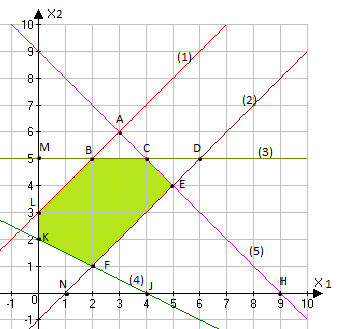 10 X2
9
8 (1)
7 (2)
6 A
5 M B C D (3)
4 E
3 L
2 K (5)
1 F (4)
N J H X1
-1 0 1 2 3 4 5 6 7 8 9 10
-1